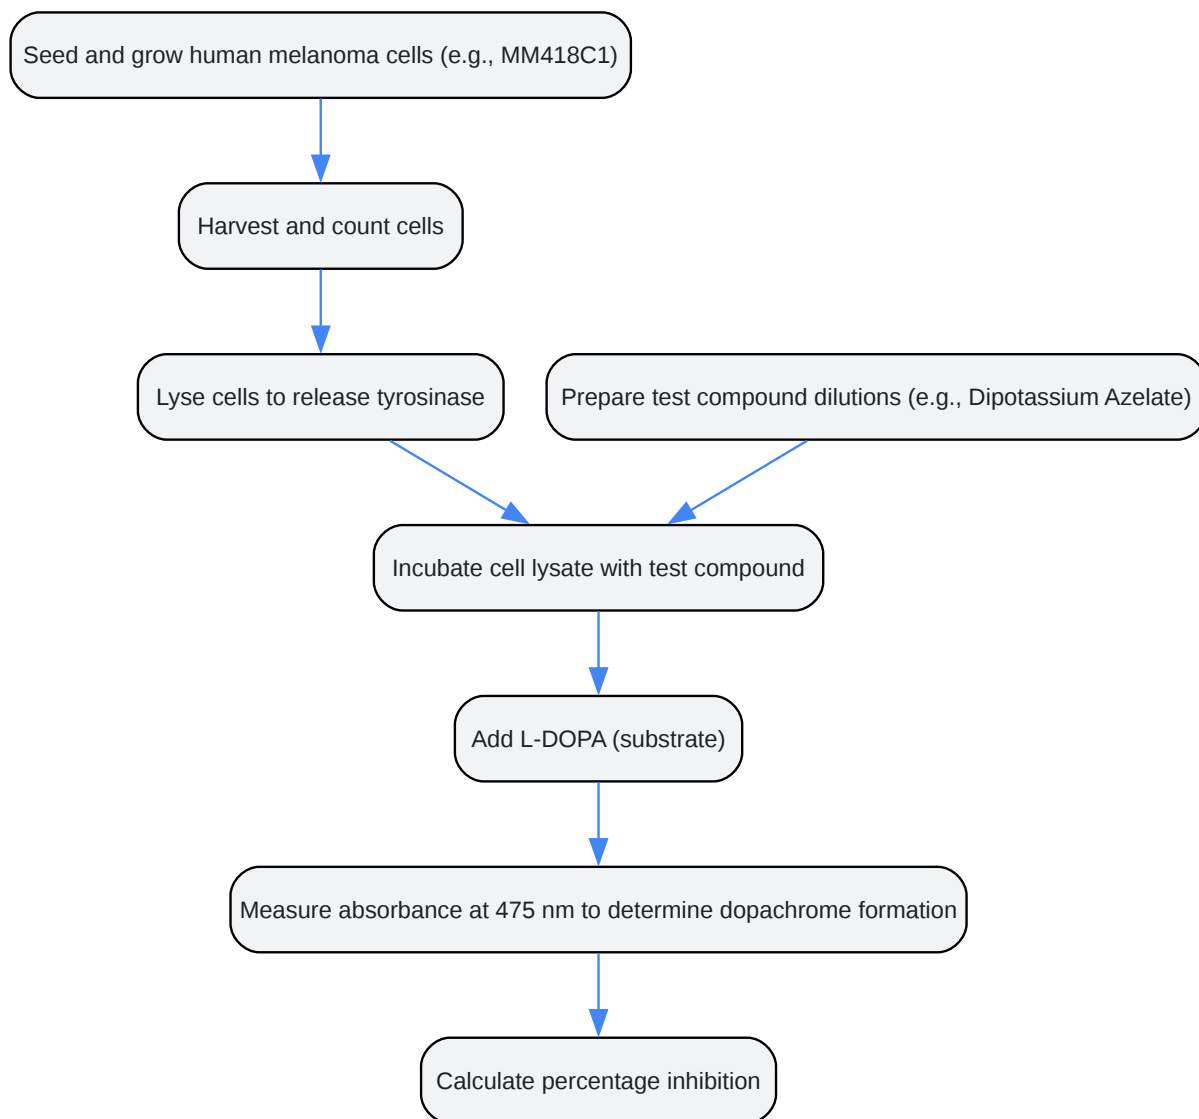 Seed and grow human melanoma cells (e.g., MM418C1)
Harvest and count cells
Lyse cells to release tyrosinase
Prepare test compound dilutions (e.g., Dipotassium Azelate)
Incubate cell lysate with test compound
Add L-DOPA (substrate)
Measure absorbance at 475 nm to determine dopachrome formation
Calculate percentage inhibition